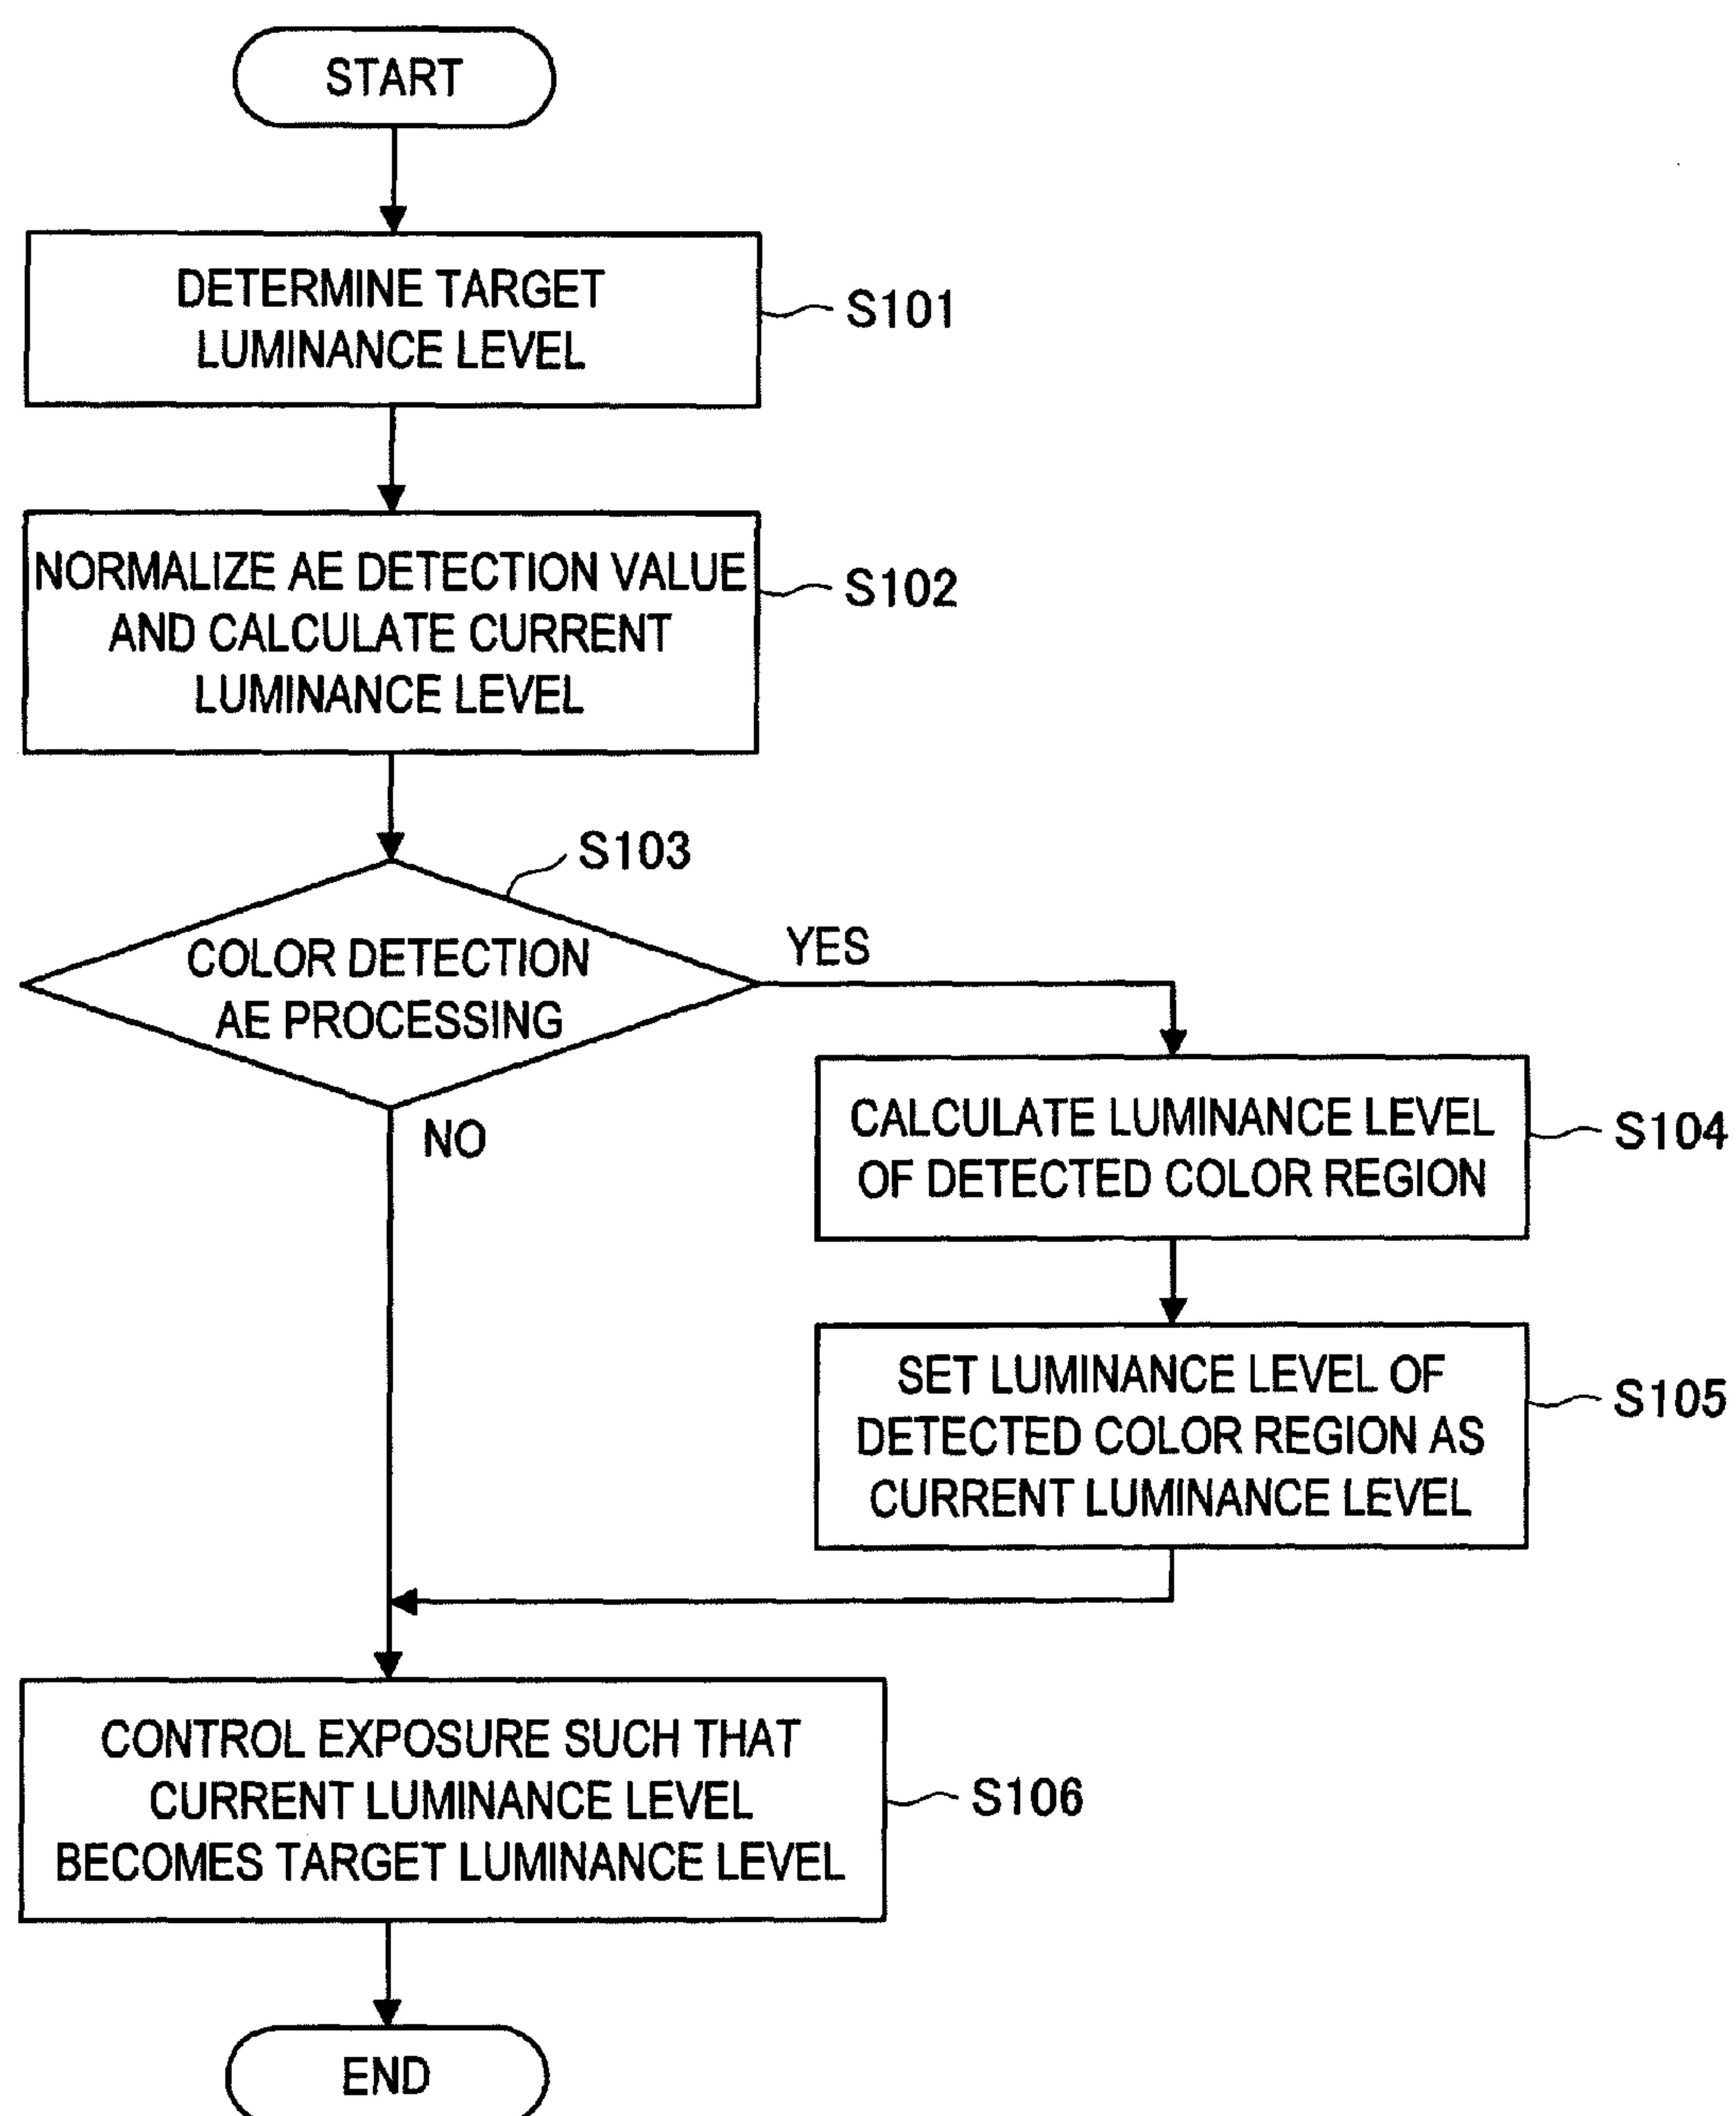 START
DETERMINE TARGET
LUMINANCE LEVEL
S101
NORMALIZE AE DETECTION VALUE
AND CALCULATE CURRENT
LUMINANCE LEVEL
S102
S103
COLOR DETECTION
AE PROCESSING
YES
NO
CALCULATE LUMINANCE LEVEL
OF DETECTED COLOR REGION
S104
SET LUMINANCE LEVEL OF
DETECTED COLOR REGION AS
CURRENT LUMINANCE LEVEL
S105
CONTROL EXPOSURE SUCH THAT
CURRENT LUMINANCE LEVEL
BECOMES TARGET LUMINANCE LEVEL
S106
END